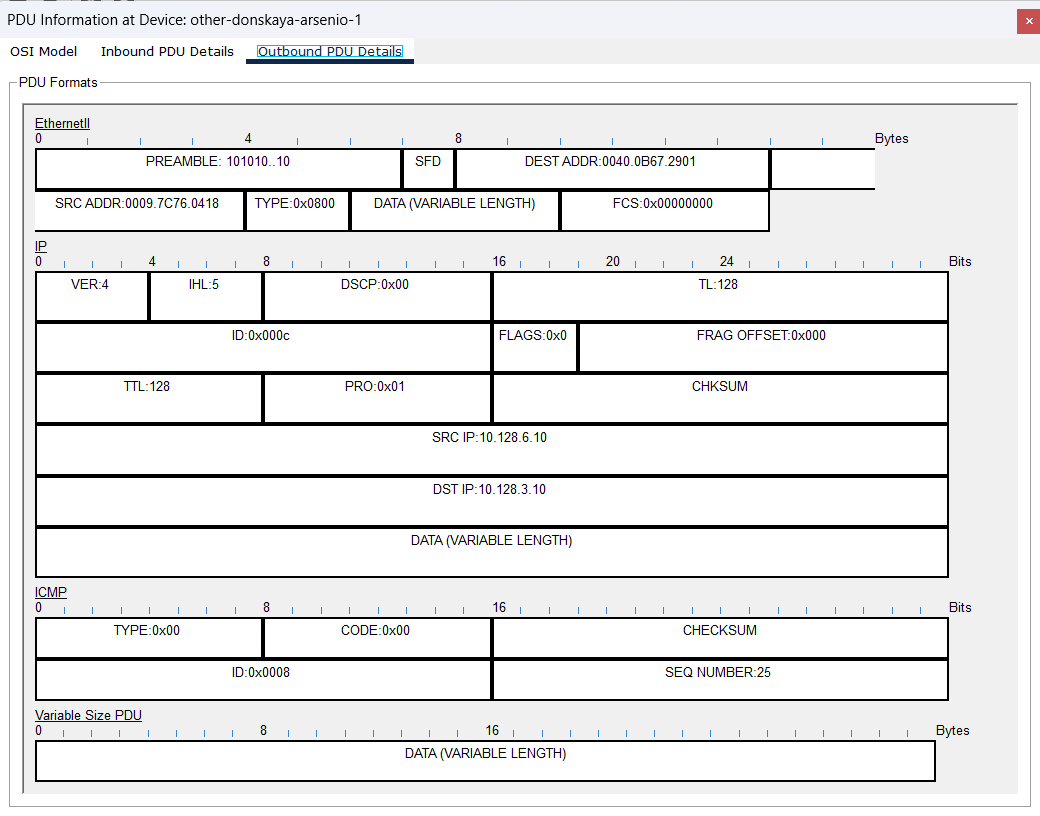 PDU Information at Device: other-donskaya-arsenio-1
×
OSI Model Inbound PDU Details Outbound PDU Details
PDU Formats
EthernetII
0 4 8 Bytes
PREAMBLE: 101010..10 SFD DEST ADDR:0040.0B67.2901
SRC ADDR:0009.7C76.0418 TYPE:0x0800 DATA (VARIABLE LENGTH) FCS:0x00000000
IP
0 4 8 16 20 24 Bits
VER:4 IHL:5 DSCP:0x00 TL:128
ID:0x000c FLAGS:0x0 FRAG OFFSET:0x000
TTL:128 PRO:0x01 CHKSUM
SRC IP:10.128.6.10
DST IP:10.128.3.10
DATA (VARIABLE LENGTH)
ICMP
0 8 16 Bits
TYPE:0x00 CODE:0x00 CHECKSUM
ID:0x0008 SEQ NUMBER:25
Variable Size PDU
0 8 16 Bytes
DATA (VARIABLE LENGTH)